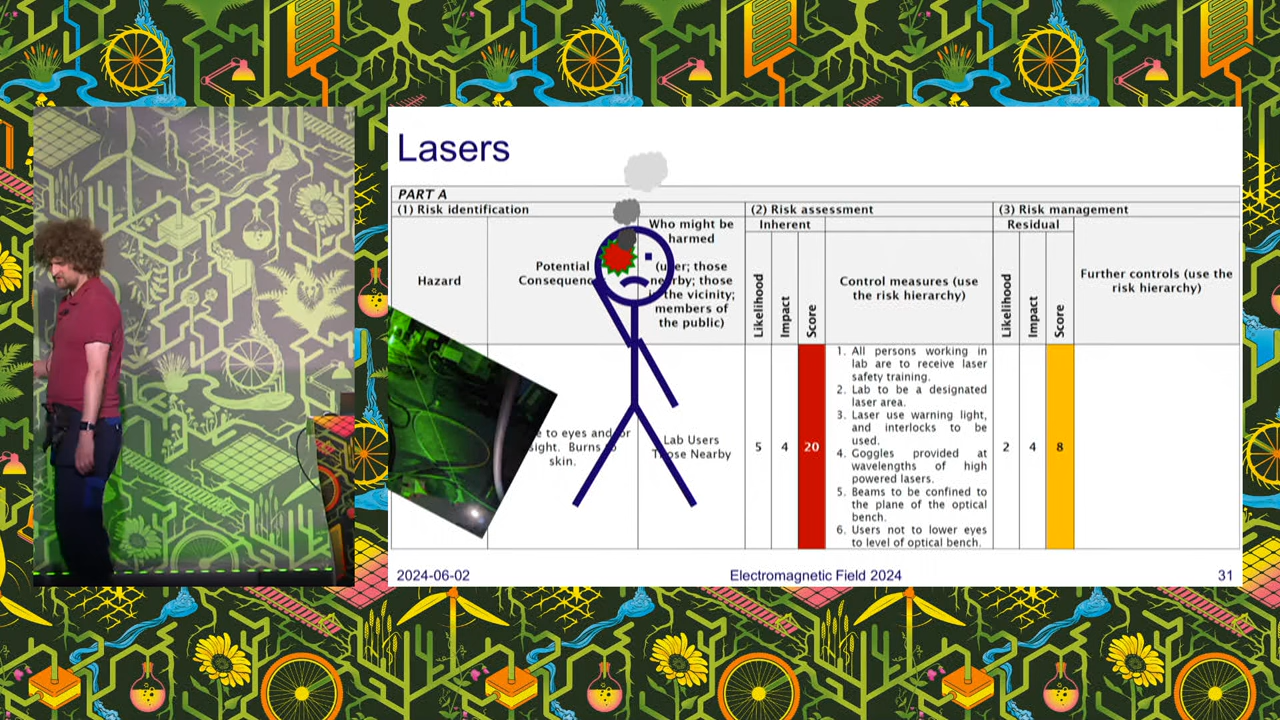 Lasers
PART A
(1) Risk identification
(2) Risk assessment
(3) Risk management
Hazard
Potential
Who might be
harmed
those
those
the vicinity;
members of
the public)
Inherent
Likelihood
Impact
Score
Control measures (use
the risk hierarchy)
Residual
Likelihood
Impact
Score
Further controls (use the
risk hierarchy)
to eyes and/or
sight. Burns to
skin.
Lab Users
Those Nearby
5
4
20
1. All persons working in
lab are to receive laser
safety training.
2. Lab to be a designated
laser area.
3. Laser use warning light,
and interlocks to be
used.
4. Goggles provided at
wavelengths of high
powered lasers.
5. Beams to be confined to
the plane of the optical
bench.
6. Users not to lower eyes
to level of optical bench.
2
4
8
2024-06-02
Electromagnetic Field 2024
31